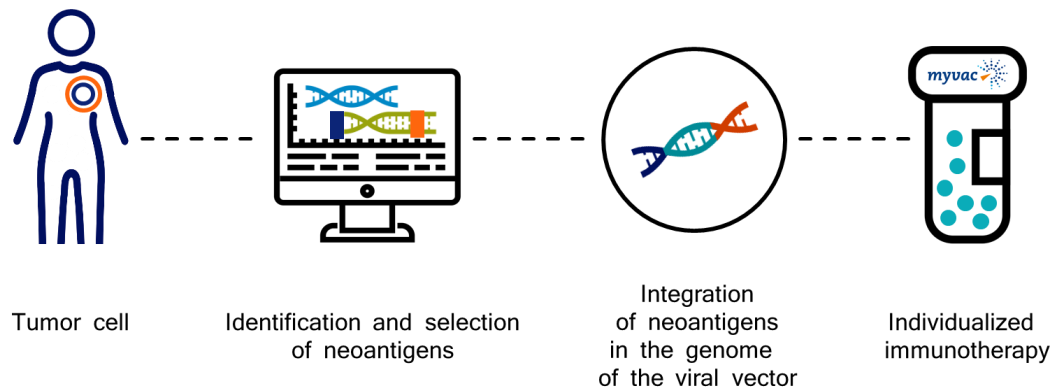 myvac
Tumor cell
Identification and selection
of neoantigens
Integration
of neoantigens
in the genome
of the viral vector
Individualized
immunotherapy